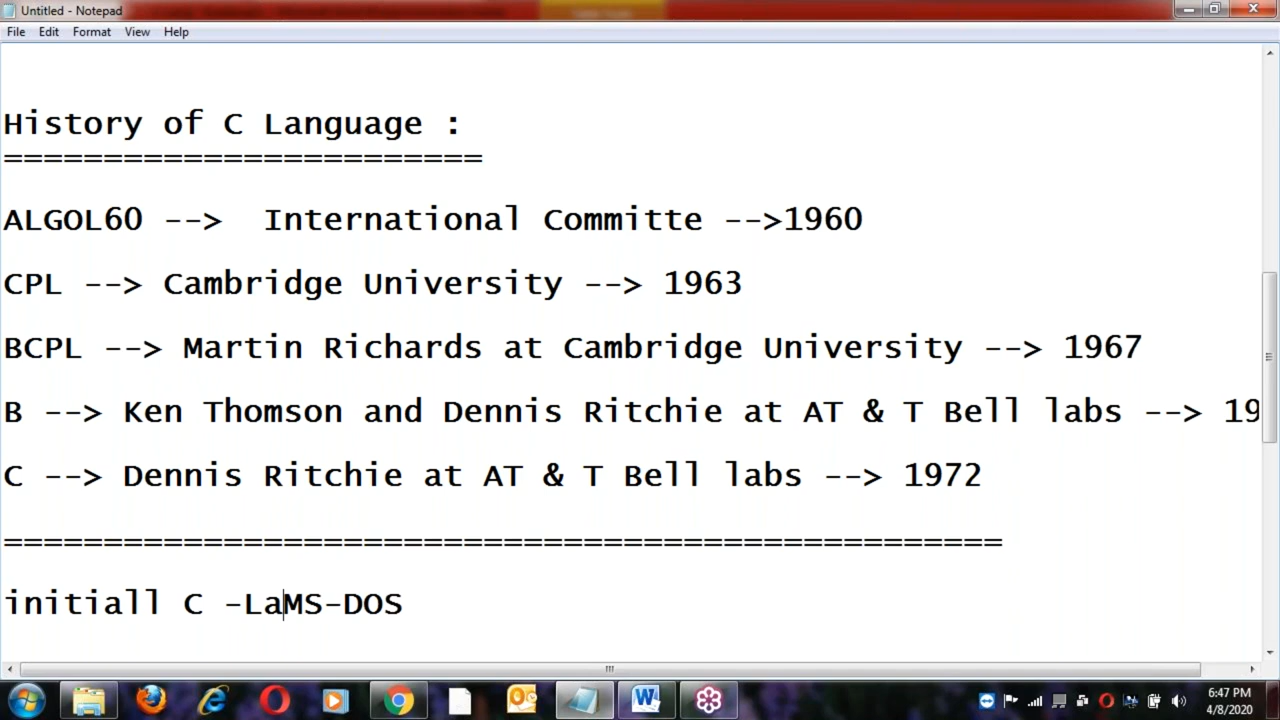 Untitled - Notepad
File Edit Format View Help
History of C Language :
========================
ALGOL60 -->  International Committe -->1960
CPL --> Cambridge University --> 1963
BCPL --> Martin Richards at Cambridge University --> 1967
B --> Ken Thomson and Dennis Ritchie at AT & T Bell labs --> 19
C --> Dennis Ritchie at AT & T Bell labs --> 1972
==================================================
initiall C -LaMS-DOS
6:47 PM
4/8/2020